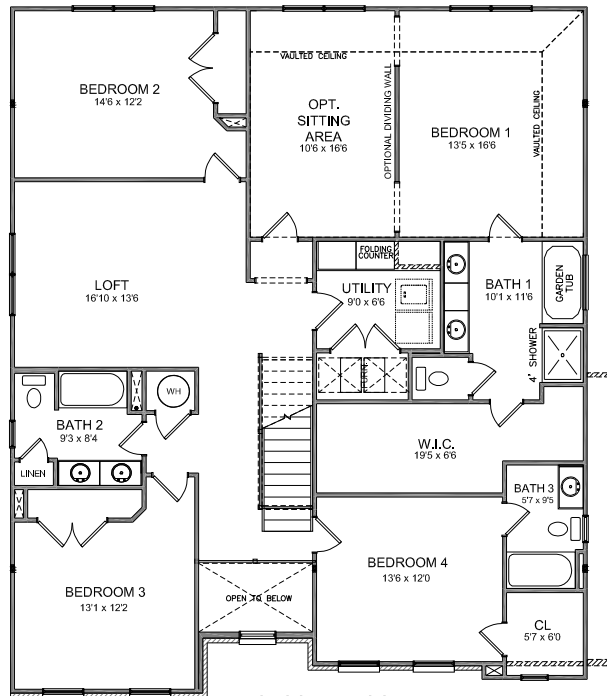 BEDROOM 2
14'6 x 12'2
VAULTED CEILING
OPT.
SITTING
AREA
10'6 x 16'6
OPTIONAL DIVIDING WALL
BEDROOM 1
13'5 x 16'6
VAULTED CEILING
LOFT
16'10 x 13'6
FOLDING
COUNTER
UTILITY
9'0 x 6'6
BATH 1
10'1 x 11'6
GARDEN
TUB
4" SHOWER
FURN.
WH
BATH 2
9'3 x 8'4
LINEN
W.I.C.
19'5 x 6'6
BATH 3
5'7 x 9'5
BEDROOM 3
13'1 x 12'2
OPEN TO BELOW
BEDROOM 4
13'6 x 12'0
CL
5'7 x 6'0